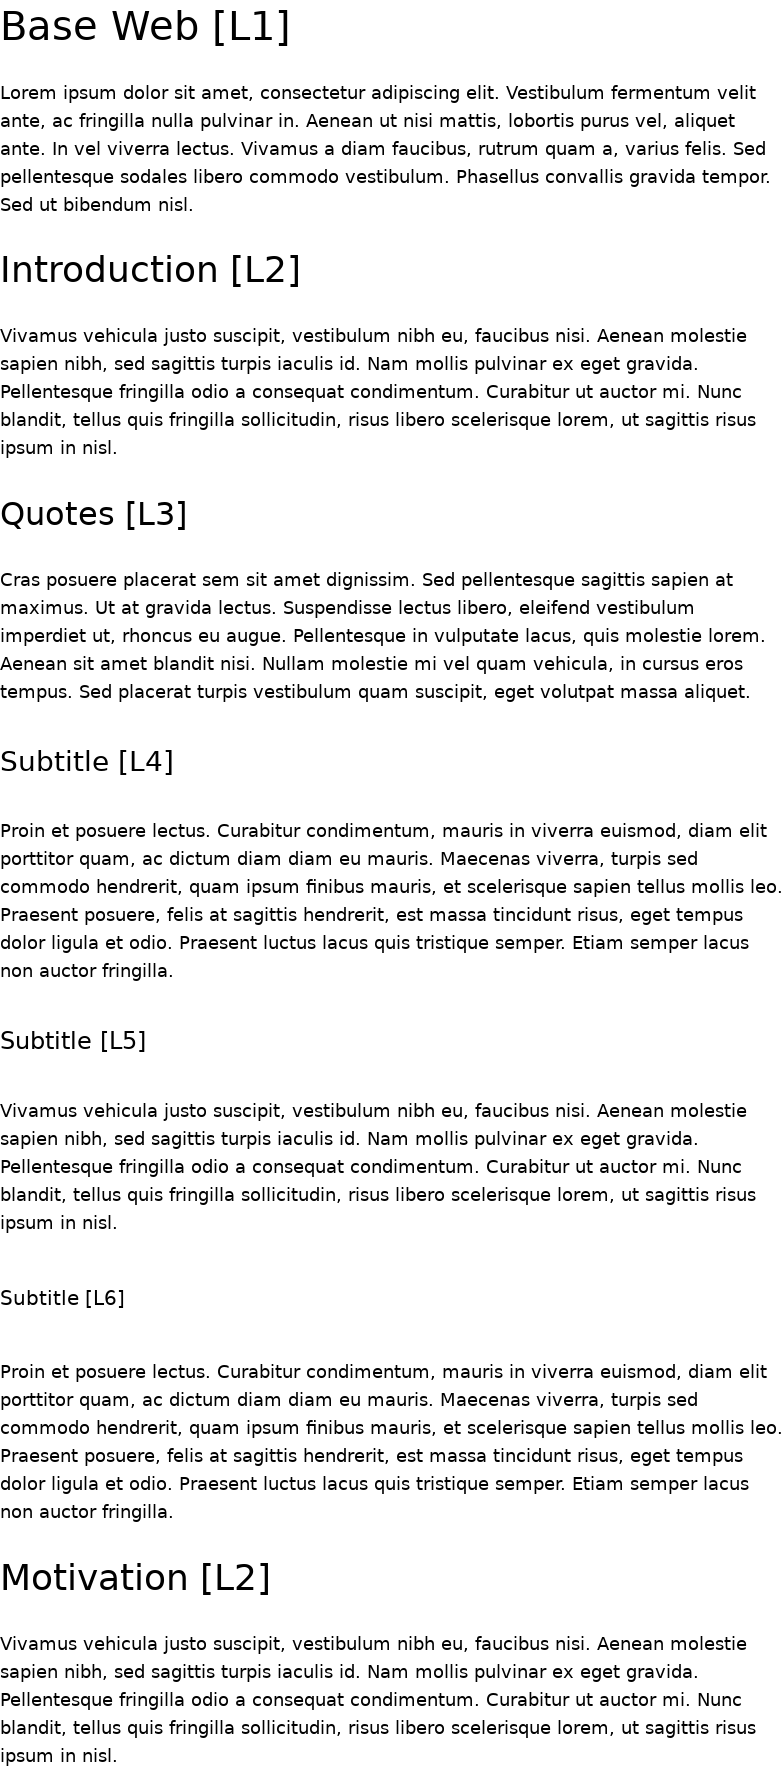 Base Web [L1]
Lorem ipsum dolor sit amet, consectetur adipiscing elit. Vestibulum fermentum velit
ante, ac fringilla nulla pulvinar in. Aenean ut nisi mattis, lobortis purus vel, aliquet
ante. In vel viverra lectus. Vivamus a diam faucibus, rutrum quam a, varius felis. Sed
pellentesque sodales libero commodo vestibulum. Phasellus convallis gravida tempor.
Sed ut bibendum nisl.
Introduction [L2]
Vivamus vehicula justo suscipit, vestibulum nibh eu, faucibus nisi. Aenean molestie
sapien nibh, sed sagittis turpis iaculis id. Nam mollis pulvinar ex eget gravida.
Pellentesque fringilla odio a consequat condimentum. Curabitur ut auctor mi. Nunc
blandit, tellus quis fringilla sollicitudin, risus libero scelerisque lorem, ut sagittis risus
ipsum in nisl.
Quotes [L3]
Cras posuere placerat sem sit amet dignissim. Sed pellentesque sagittis sapien at
maximus. Ut at gravida lectus. Suspendisse lectus libero, eleifend vestibulum
imperdiet ut, rhoncus eu augue. Pellentesque in vulputate lacus, quis molestie lorem.
Aenean sit amet blandit nisi. Nullam molestie mi vel quam vehicula, in cursus eros
tempus. Sed placerat turpis vestibulum quam suscipit, eget volutpat massa aliquet.
Subtitle [L4]
Proin et posuere lectus. Curabitur condimentum, mauris in viverra euismod, diam elit
porttitor quam, ac dictum diam diam eu mauris. Maecenas viverra, turpis sed
commodo hendrerit, quam ipsum finibus mauris, et scelerisque sapien tellus mollis leo.
Praesent posuere, felis at sagittis hendrerit, est massa tincidunt risus, eget tempus
dolor ligula et odio. Praesent luctus lacus quis tristique semper. Etiam semper lacus
non auctor fringilla.
Subtitle [L5]
Vivamus vehicula justo suscipit, vestibulum nibh eu, faucibus nisi. Aenean molestie
sapien nibh, sed sagittis turpis iaculis id. Nam mollis pulvinar ex eget gravida.
Pellentesque fringilla odio a consequat condimentum. Curabitur ut auctor mi. Nunc
blandit, tellus quis fringilla sollicitudin, risus libero scelerisque lorem, ut sagittis risus
ipsum in nisl.
Subtitle [L6]
Proin et posuere lectus. Curabitur condimentum, mauris in viverra euismod, diam elit
porttitor quam, ac dictum diam diam eu mauris. Maecenas viverra, turpis sed
commodo hendrerit, quam ipsum finibus mauris, et scelerisque sapien tellus mollis leo.
Praesent posuere, felis at sagittis hendrerit, est massa tincidunt risus, eget tempus
dolor ligula et odio. Praesent luctus lacus quis tristique semper. Etiam semper lacus
non auctor fringilla.
Motivation [L2]
Vivamus vehicula justo suscipit, vestibulum nibh eu, faucibus nisi. Aenean molestie
sapien nibh, sed sagittis turpis iaculis id. Nam mollis pulvinar ex eget gravida.
Pellentesque fringilla odio a consequat condimentum. Curabitur ut auctor mi. Nunc
blandit, tellus quis fringilla sollicitudin, risus libero scelerisque lorem, ut sagittis risus
ipsum in nisl.